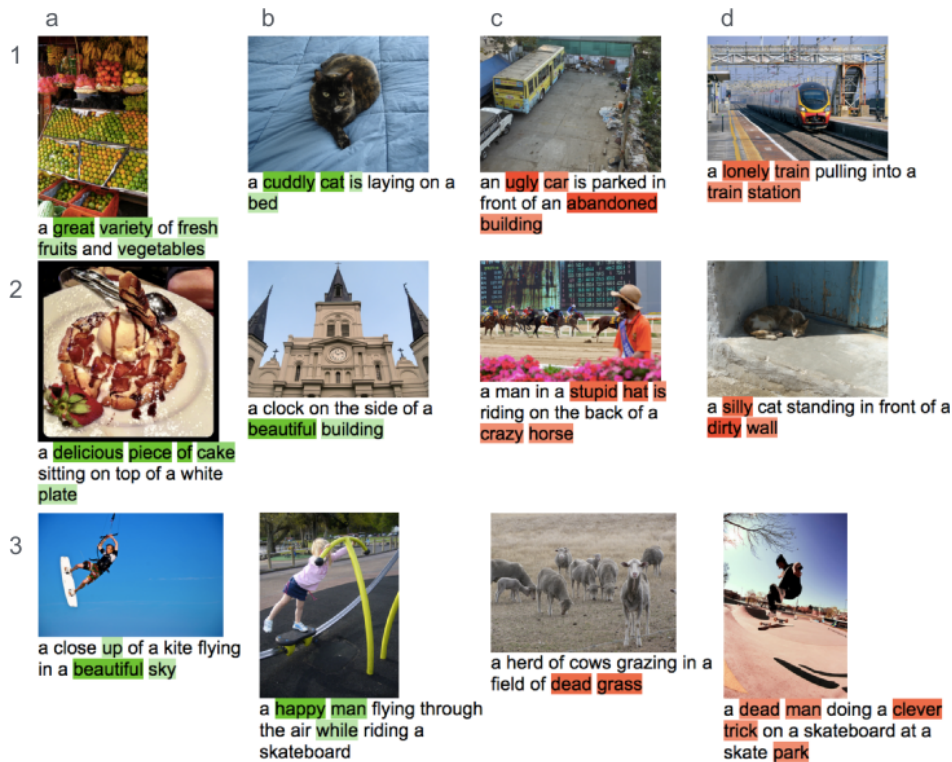 a b c d
1
a cuddly cat is laying on a
bed
an ugly car is parked in
front of an abandoned
building
a lonely train pulling into a
train station
a great variety of fresh
fruits and vegetables
2
a delicious piece of cake
sitting on top of a white
plate
a clock on the side of a
beautiful building
a man in a stupid hat is
riding on the back of a
crazy horse
a silly cat standing in front of a
dirty wall
3
a close up of a kite flying
in a beautiful sky
a happy man flying through
the air while riding a
skateboard
a herd of cows grazing in a
field of dead grass
a dead man doing a clever
trick on a skateboard at a
skate park